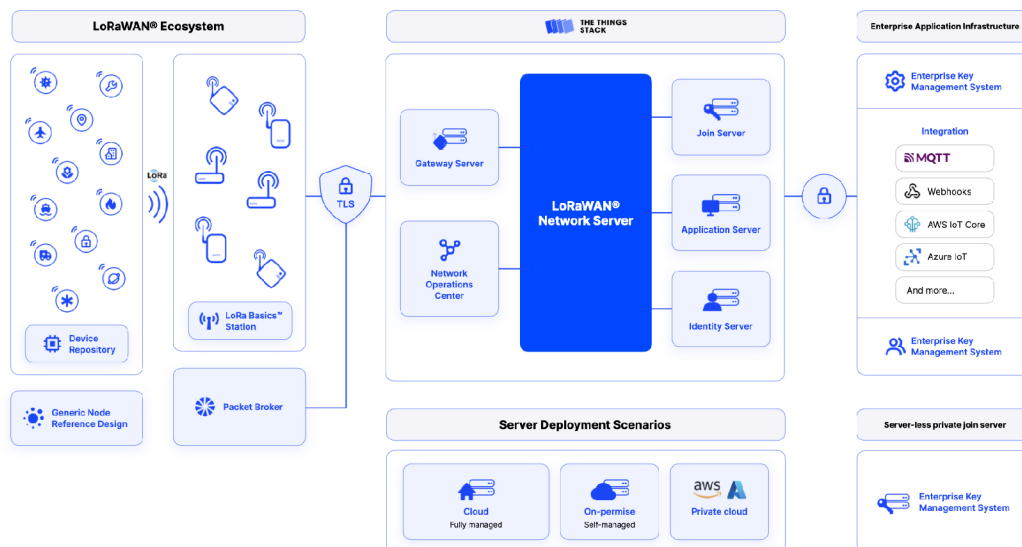 LoRaWAN® Ecosystem
LoRa
Device
Repository
Generic Node
Reference Design
LoRa Basics™
Station
Packet Broker
TLS
THE THINGS
STACK
Gateway Server
Network
Operations
Center
LoRaWAN®
Network Server
Join Server
Application Server
Identity Server
Server Deployment Scenarios
Cloud
Fully managed
On-permise
Self-managed
aws
Private cloud
Enterprise Application Infrastructure
Enterprise Key
Management System
Integration
MQTT
Webhooks
AWS IoT Core
Azure IoT
And more...
Enterprise Key
Management System
Server-less private join server
Enterprise Key
Management System